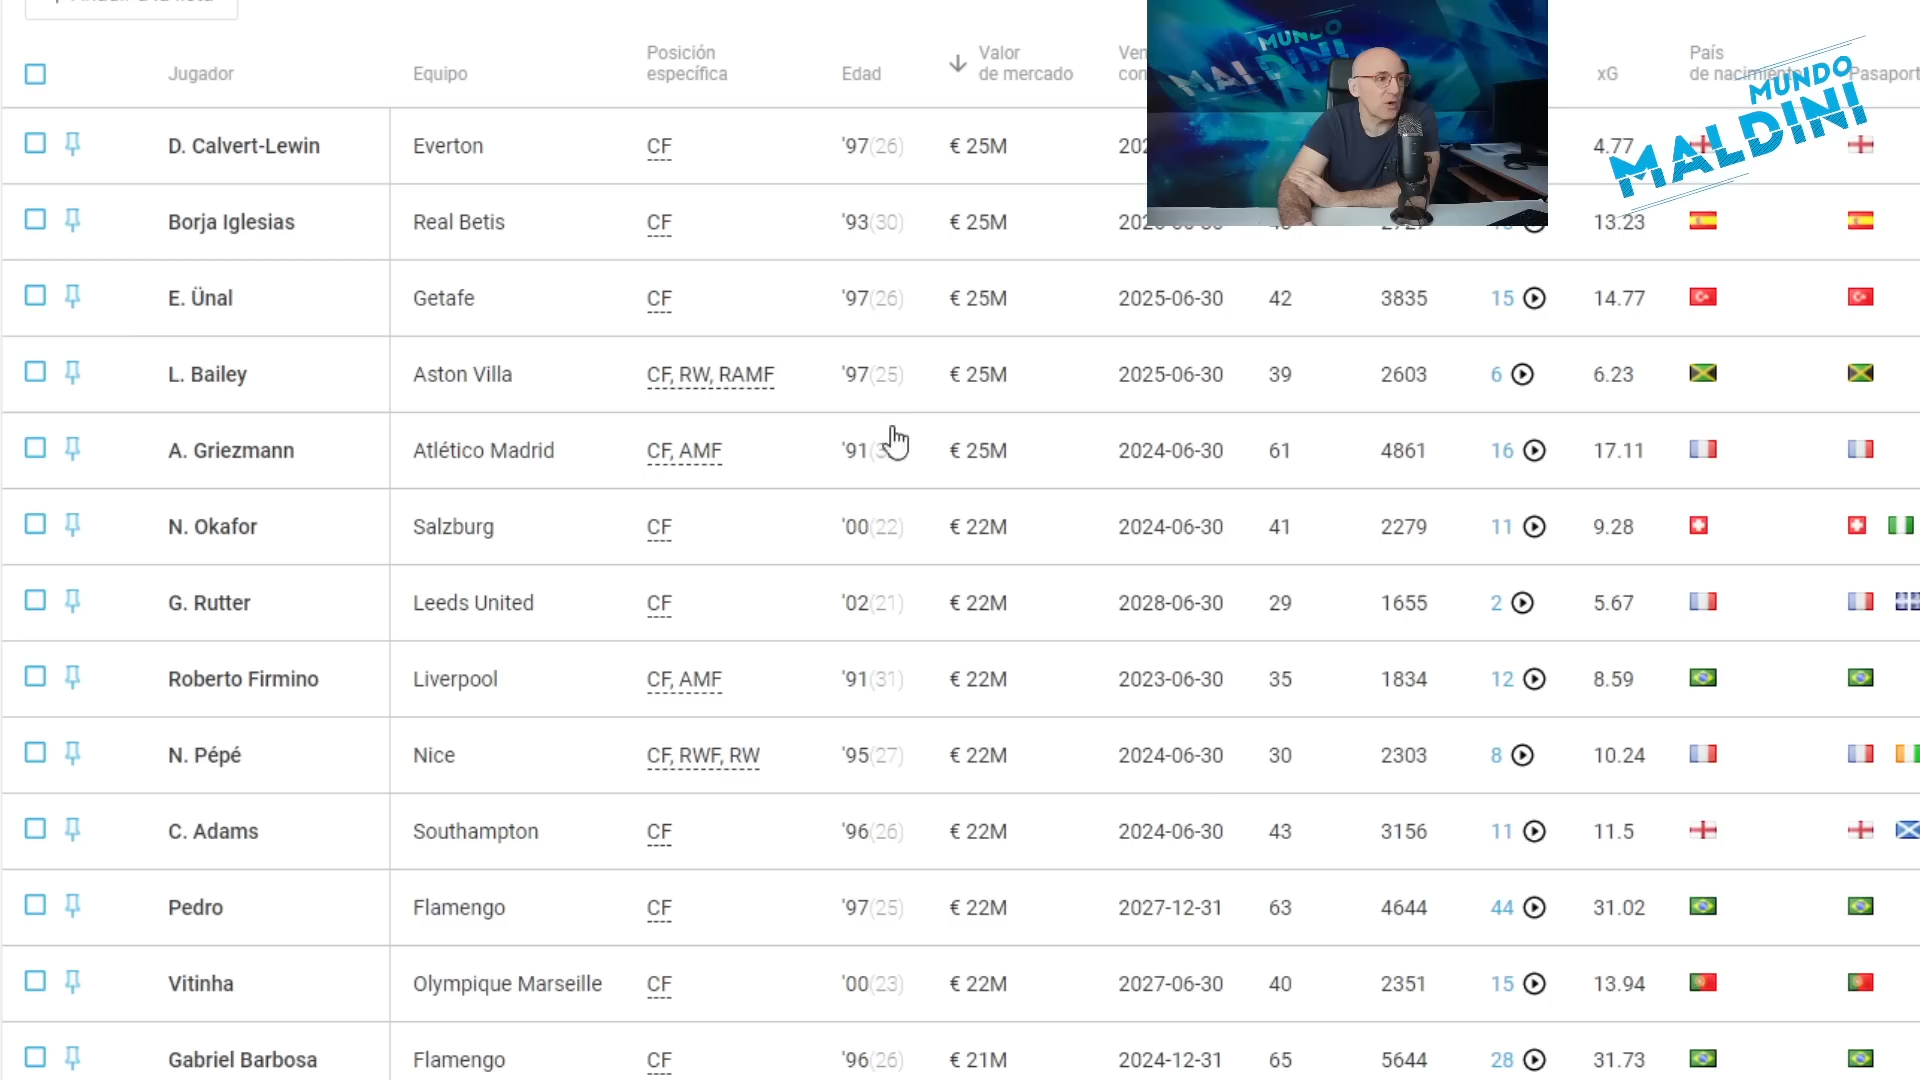 Jugador Equipo Posición específica Edad Valor de mercado xG País de nacimiento
MUNDO MALDINI
MUNDO MALDINI
D. Calvert-Lewin Everton CF '97(26) € 25M 4.77
Borja Iglesias Real Betis CF '93(30) € 25M 13.23
E. Ünal Getafe CF '97(26) € 25M 2025-06-30 42 3835 15 14.77
L. Bailey Aston Villa CF, RW, RAMF '97(25) € 25M 2025-06-30 39 2603 6 6.23
A. Griezmann Atlético Madrid CF, AMF '91 € 25M 2024-06-30 61 4861 16 17.11
N. Okafor Salzburg CF '00(22) € 22M 2024-06-30 41 2279 11 9.28
G. Rutter Leeds United CF '02(21) € 22M 2028-06-30 29 1655 2 5.67
Roberto Firmino Liverpool CF, AMF '91(31) € 22M 2023-06-30 35 1834 12 8.59
N. Pépé Nice CF, RWF, RW '95(27) € 22M 2024-06-30 30 2303 8 10.24
C. Adams Southampton CF '96(26) € 22M 2024-06-30 43 3156 11 11.5
Pedro Flamengo CF '97(25) € 22M 2027-12-31 63 4644 44 31.02
Vitinha Olympique Marseille CF '00(23) € 22M 2027-06-30 40 2351 15 13.94
Gabriel Barbosa Flamengo CF '96(26) € 21M 2024-12-31 65 5644 28 31.73